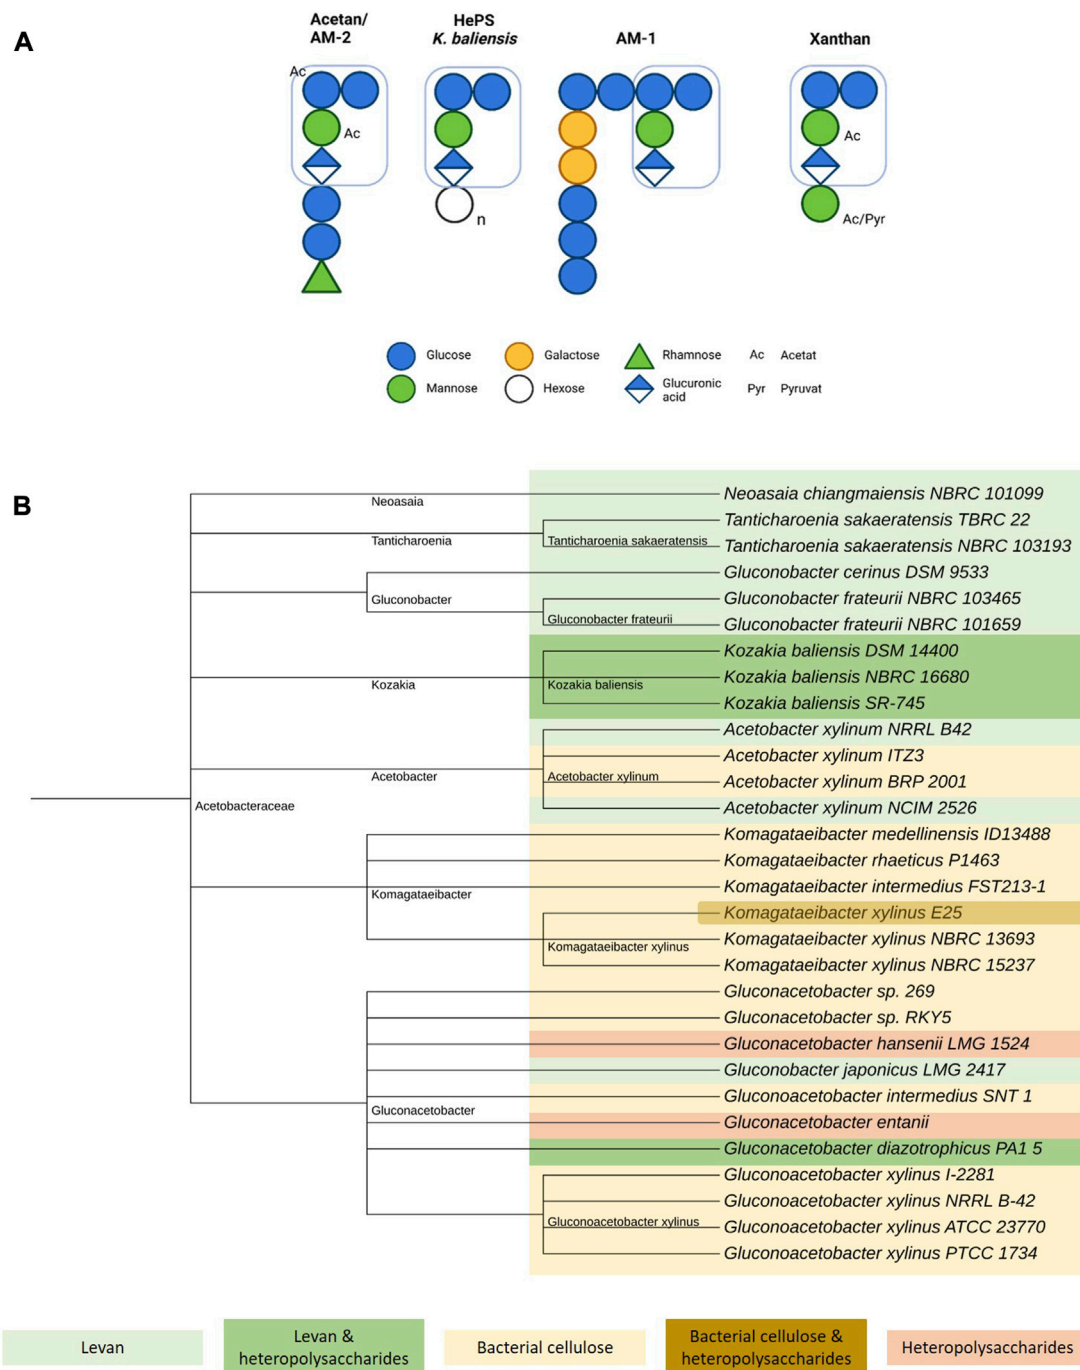 A
Acetan/
AM-2
HePS
K. baliensis
AM-1
Xanthan
Ac
Ac
Ac
n
Ac/Pyr
Glucose
Galactose
Rhamnose
Ac
Acetat
Mannose
Hexose
Glucuronic
acid
Pyr
Pyruvat
B
Neoasaia
Neoasaia chiangmaiensis NBRC 101099
Tanticharoenia sakaeratensis TBRC 22
Tanticharoenia
Tanticharoenia sakaeratensis
Tanticharoenia sakaeratensis NBRC 103193
Gluconobacter cerinus DSM 9533
Gluconobacter
Gluconobacter frateurii NBRC 103465
Gluconobacter frateurii
Gluconobacter frateurii NBRC 101659
Kozakia baliensis DSM 14400
Kozakia
Kozakia baliensis
Kozakia baliensis NBRC 16680
Kozakia baliensis SR-745
Acetobacter xylinum NRRL B42
Acetobacter xylinum ITZ3
Acetobacter
Acetobacter xylinum
Acetobacter xylinum BRP 2001
Acetobacteraceae
Acetobacter xylinum NCIM 2526
Komagataeibacter medellinensis ID13488
Komagataeibacter rhaeticus P1463
Komagataeibacter
Komagataeibacter intermedius FST213-1
Komagataeibacter xylinus E25
Komagataeibacter xylinus
Komagataeibacter xylinus NBRC 13693
Komagataeibacter xylinus NBRC 15237
Gluconacetobacter sp. 269
Gluconacetobacter sp. RKY5
Gluconacetobacter hansenii LMG 1524
Gluconobacter japonicus LMG 2417
Gluconoacetobacter intermedius SNT 1
Gluconacetobacter
Gluconacetobacter entanii
Gluconacetobacter diazotrophicus PA1 5
Gluconoacetobacter xylinus I-2281
Gluconoacetobacter xylinus NRRL B-42
Gluconoacetobacter xylinus
Gluconoacetobacter xylinus ATCC 23770
Gluconoacetobacter xylinus PTCC 1734
Levan
Levan &
heteropolysaccharides
Bacterial cellulose
Bacterial cellulose &
heteropolysaccharides
Heteropolysaccharides